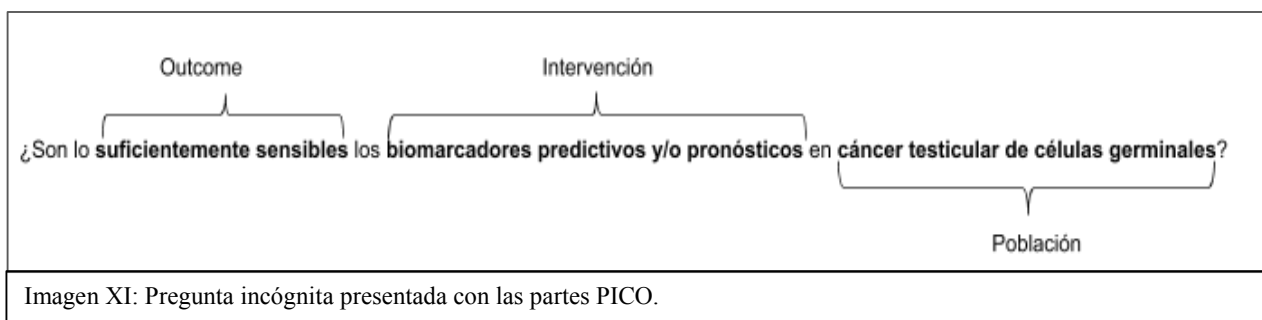 Outcome Intervención
¿Son lo suficientemente sensibles los biomarcadores predictivos y/o pronósticos en cáncer testicular de células germinales?
Población
Imagen XI: Pregunta incógnita presentada con las partes PICO.